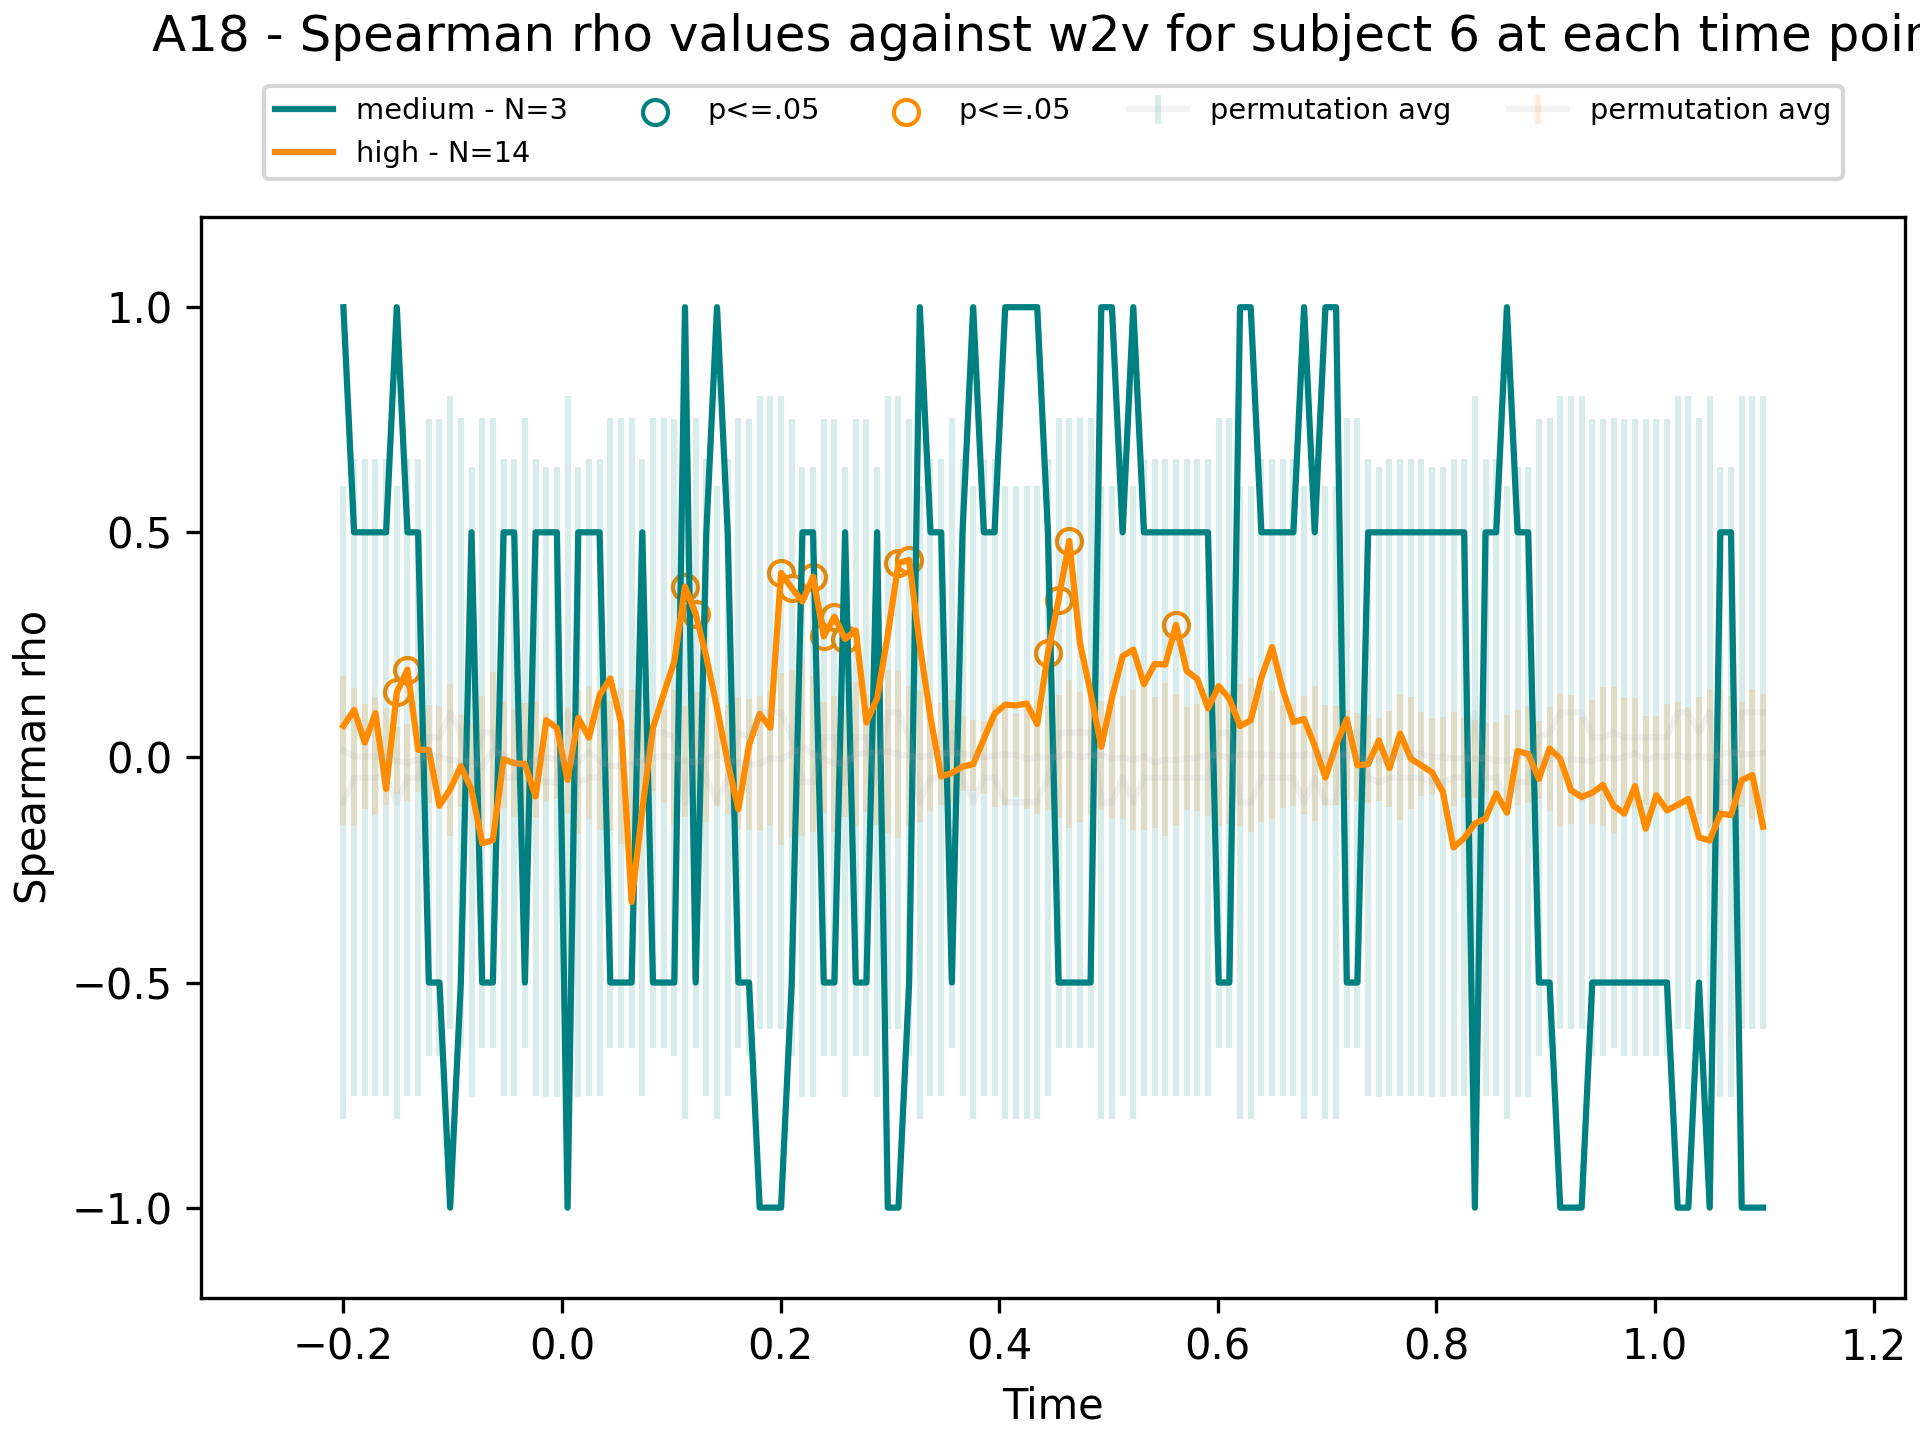 A18 - Spearman rho values against w2v for subject 6 at each time poin
medium - N=3
high - N=14
p<=.05
p<=.05
permutation avg
permutation avg
1.0
0.5
0.0
−0.5
−1.0
Spearman rho
−0.2 0.0 0.2 0.4 0.6 0.8 1.0 1.2
Time